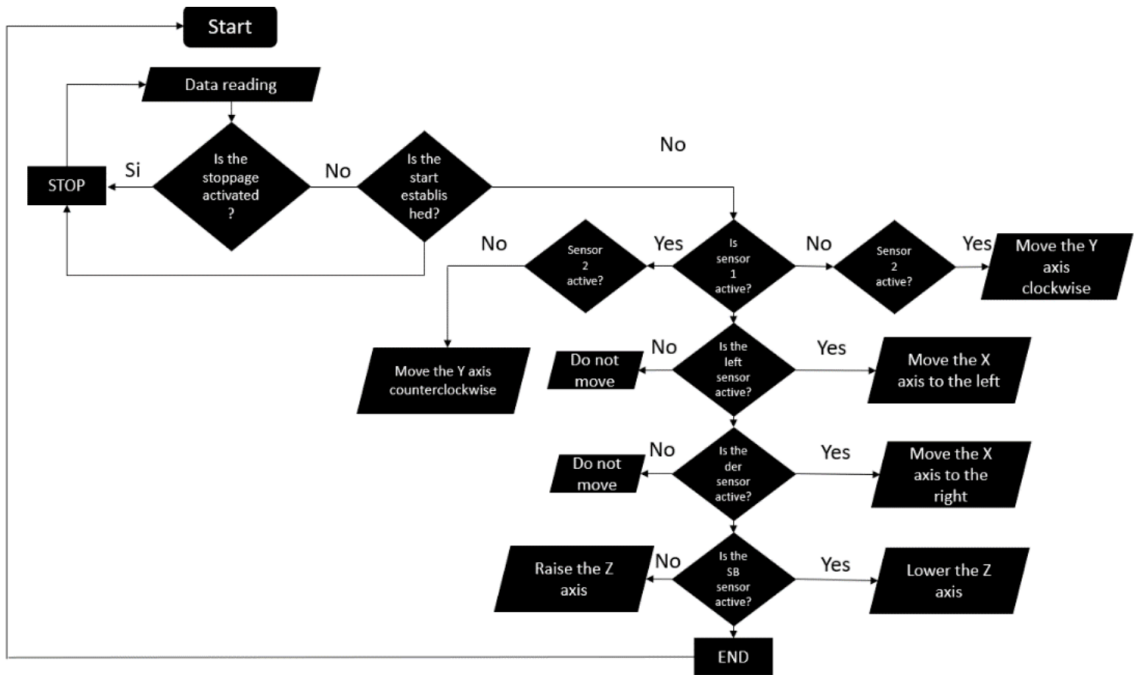 Start
Data reading
Is the
stoppage
activated
?
Si
STOP
No
Is the
start
establis
hed?
No
Is
sensor
1
active?
Yes
Sensor
2
active?
No
Move the Y axis
counterclockwise
No
Sensor
2
active?
Yes
Move the Y
axis
clockwise
Is the
left
sensor
active?
No
Do not
move
Yes
Move the X
axis to the left
Is the
der
sensor
active?
No
Do not
move
Yes
Move the X
axis to the
right
Is the
SB
sensor
active?
No
Raise the Z
axis
Yes
Lower the Z
axis
END